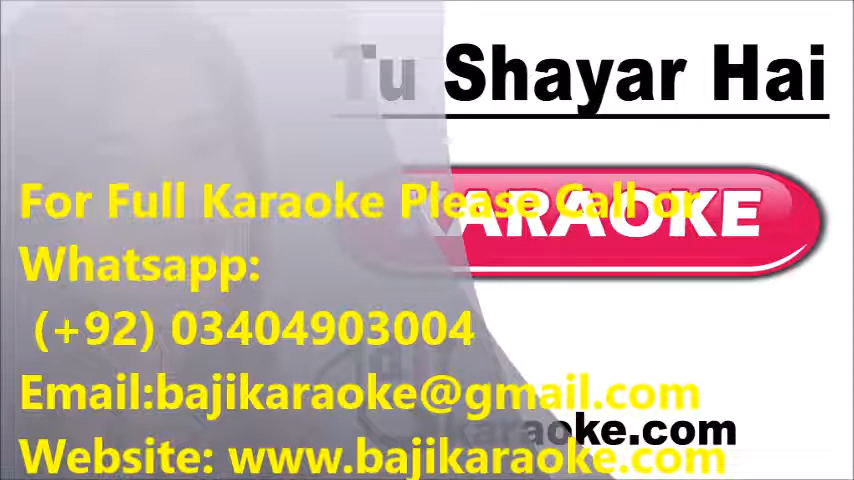 Tu Shayar Hai
KARAOKE
For Full Karaoke Please Call or
Whatsapp:
(+92) 03404903004
Email:bajikaraoke@gmail.com
karaoke.com
Website: www.bajikaraoke.com